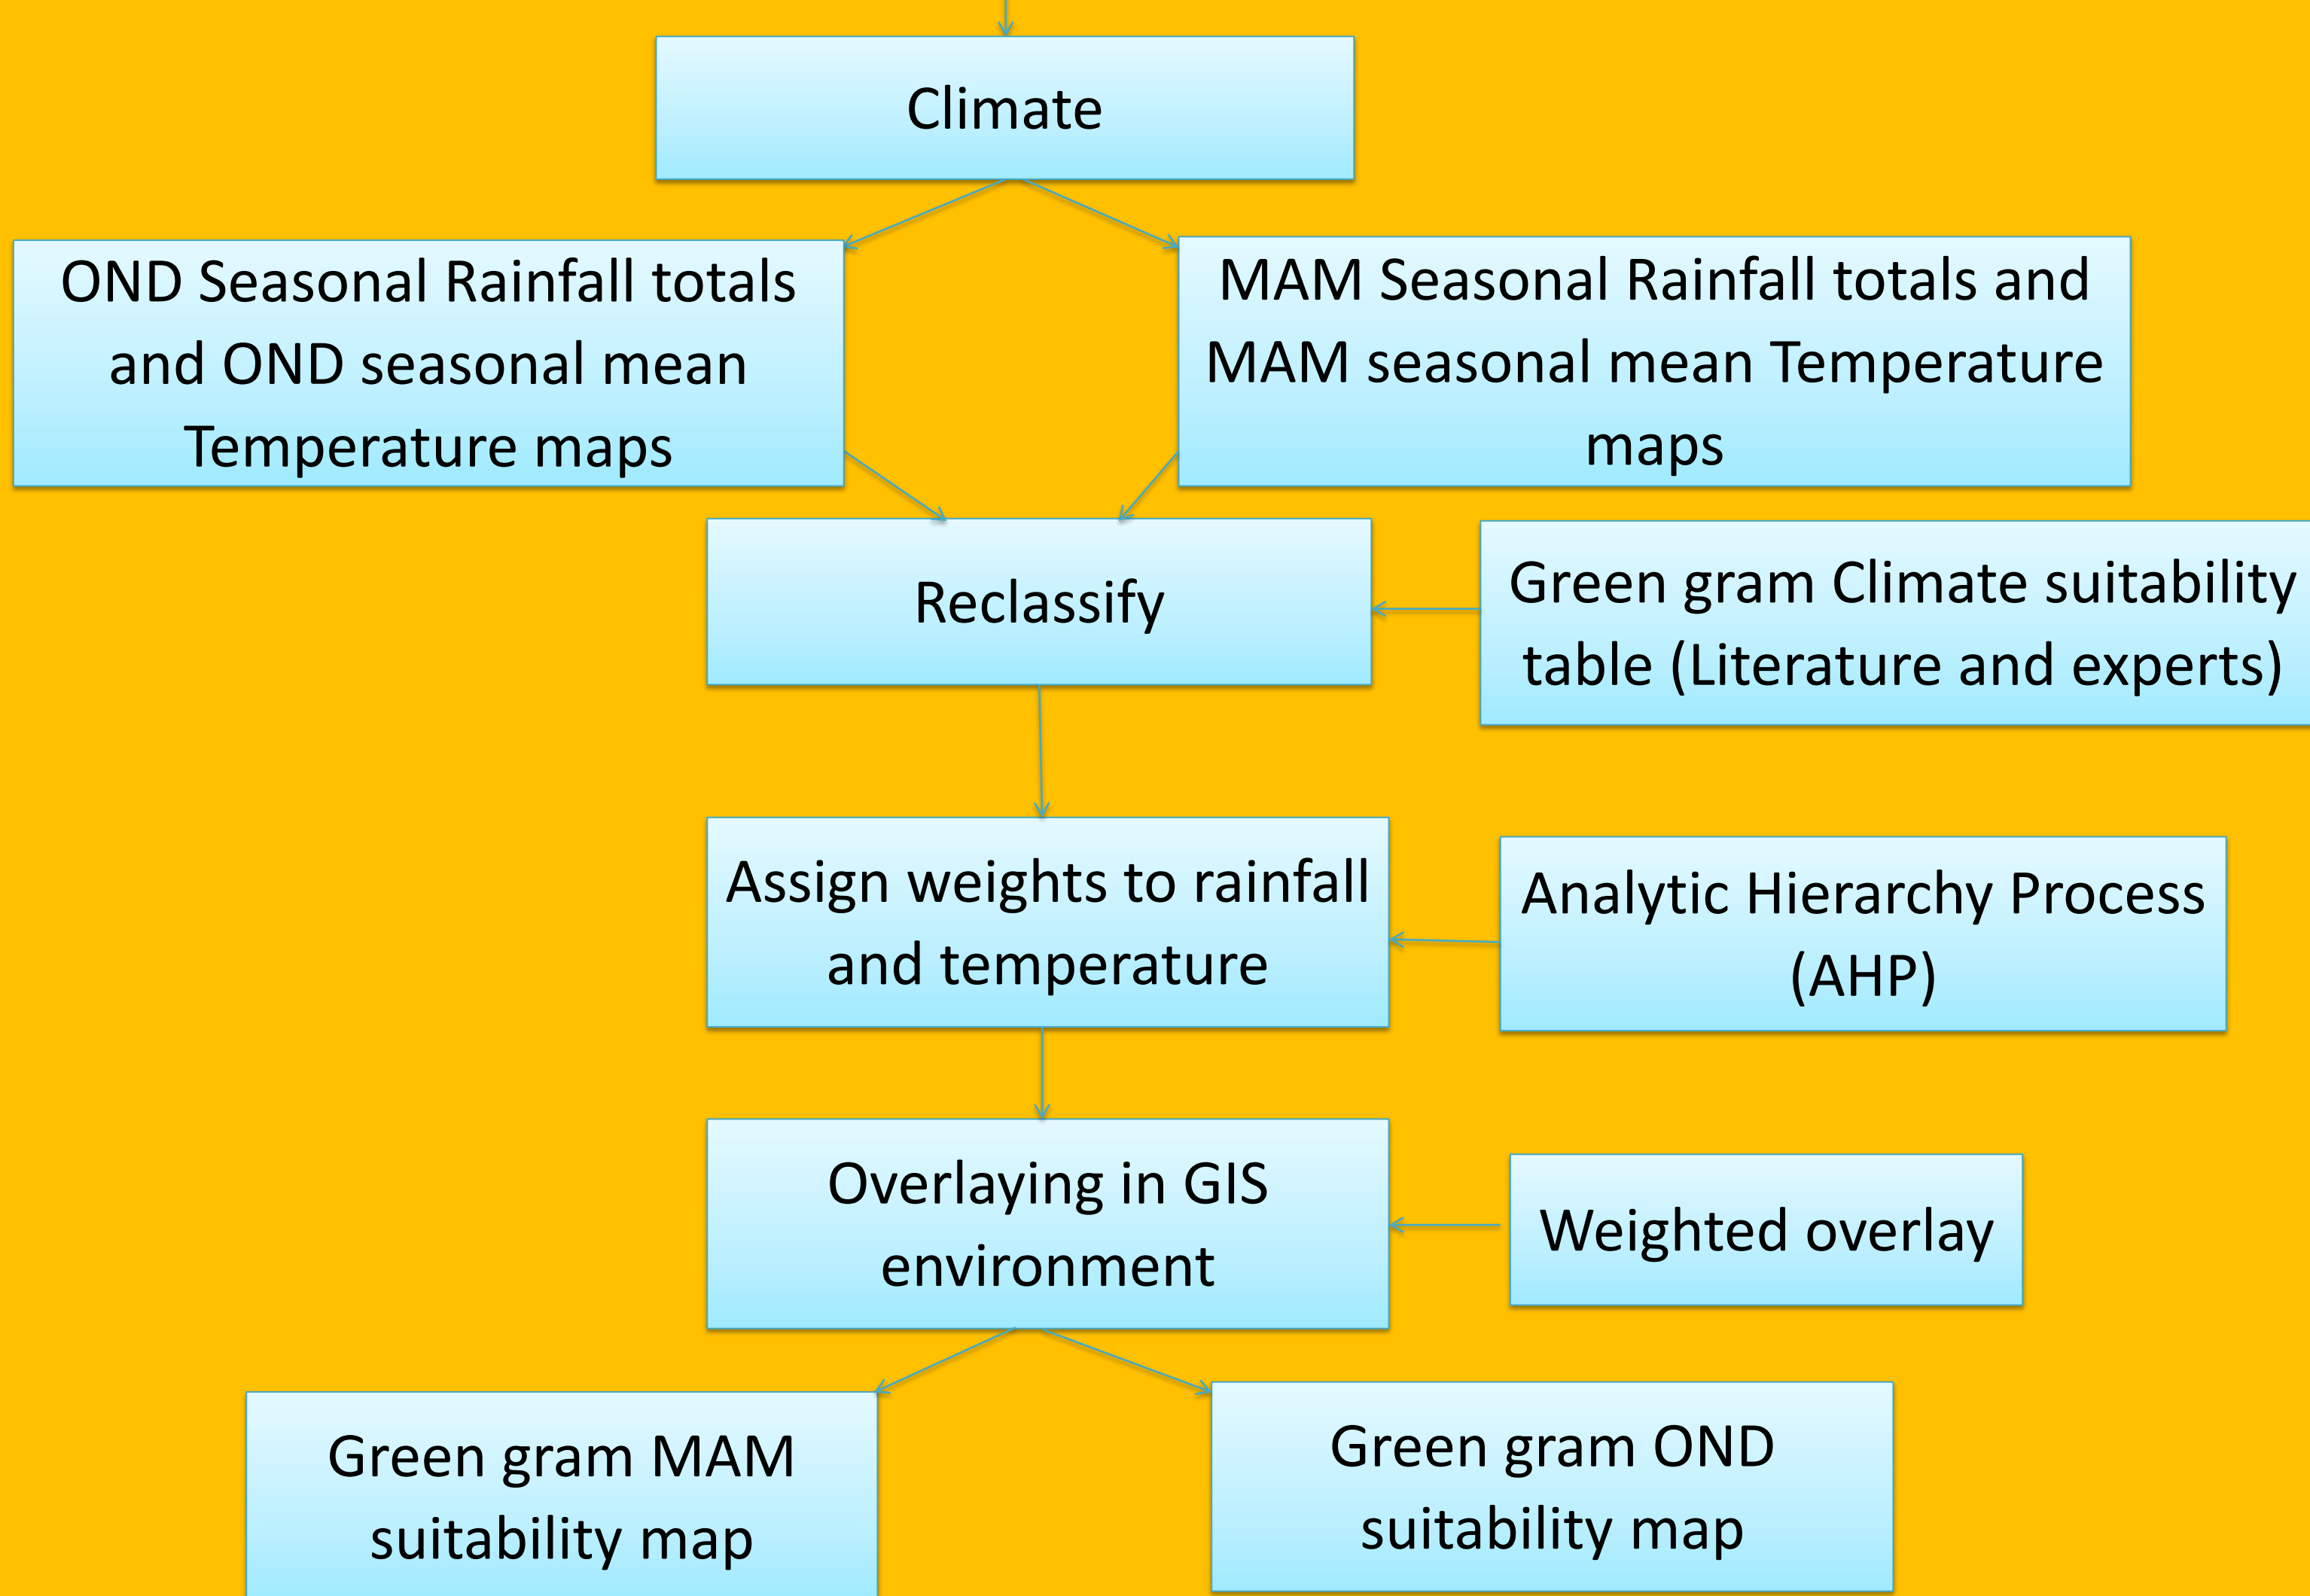 Climate
OND Seasonal Rainfall totals
and OND seasonal mean
Temperature maps
MAM Seasonal Rainfall totals and
MAM seasonal mean Temperature
maps
Reclassify
Green gram Climate suitability
table (Literature and experts)
Assign weights to rainfall
and temperature
Analytic Hierarchy Process
(AHP)
Overlaying in GIS
environment
Weighted overlay
Green gram MAM
suitability map
Green gram OND
suitability map